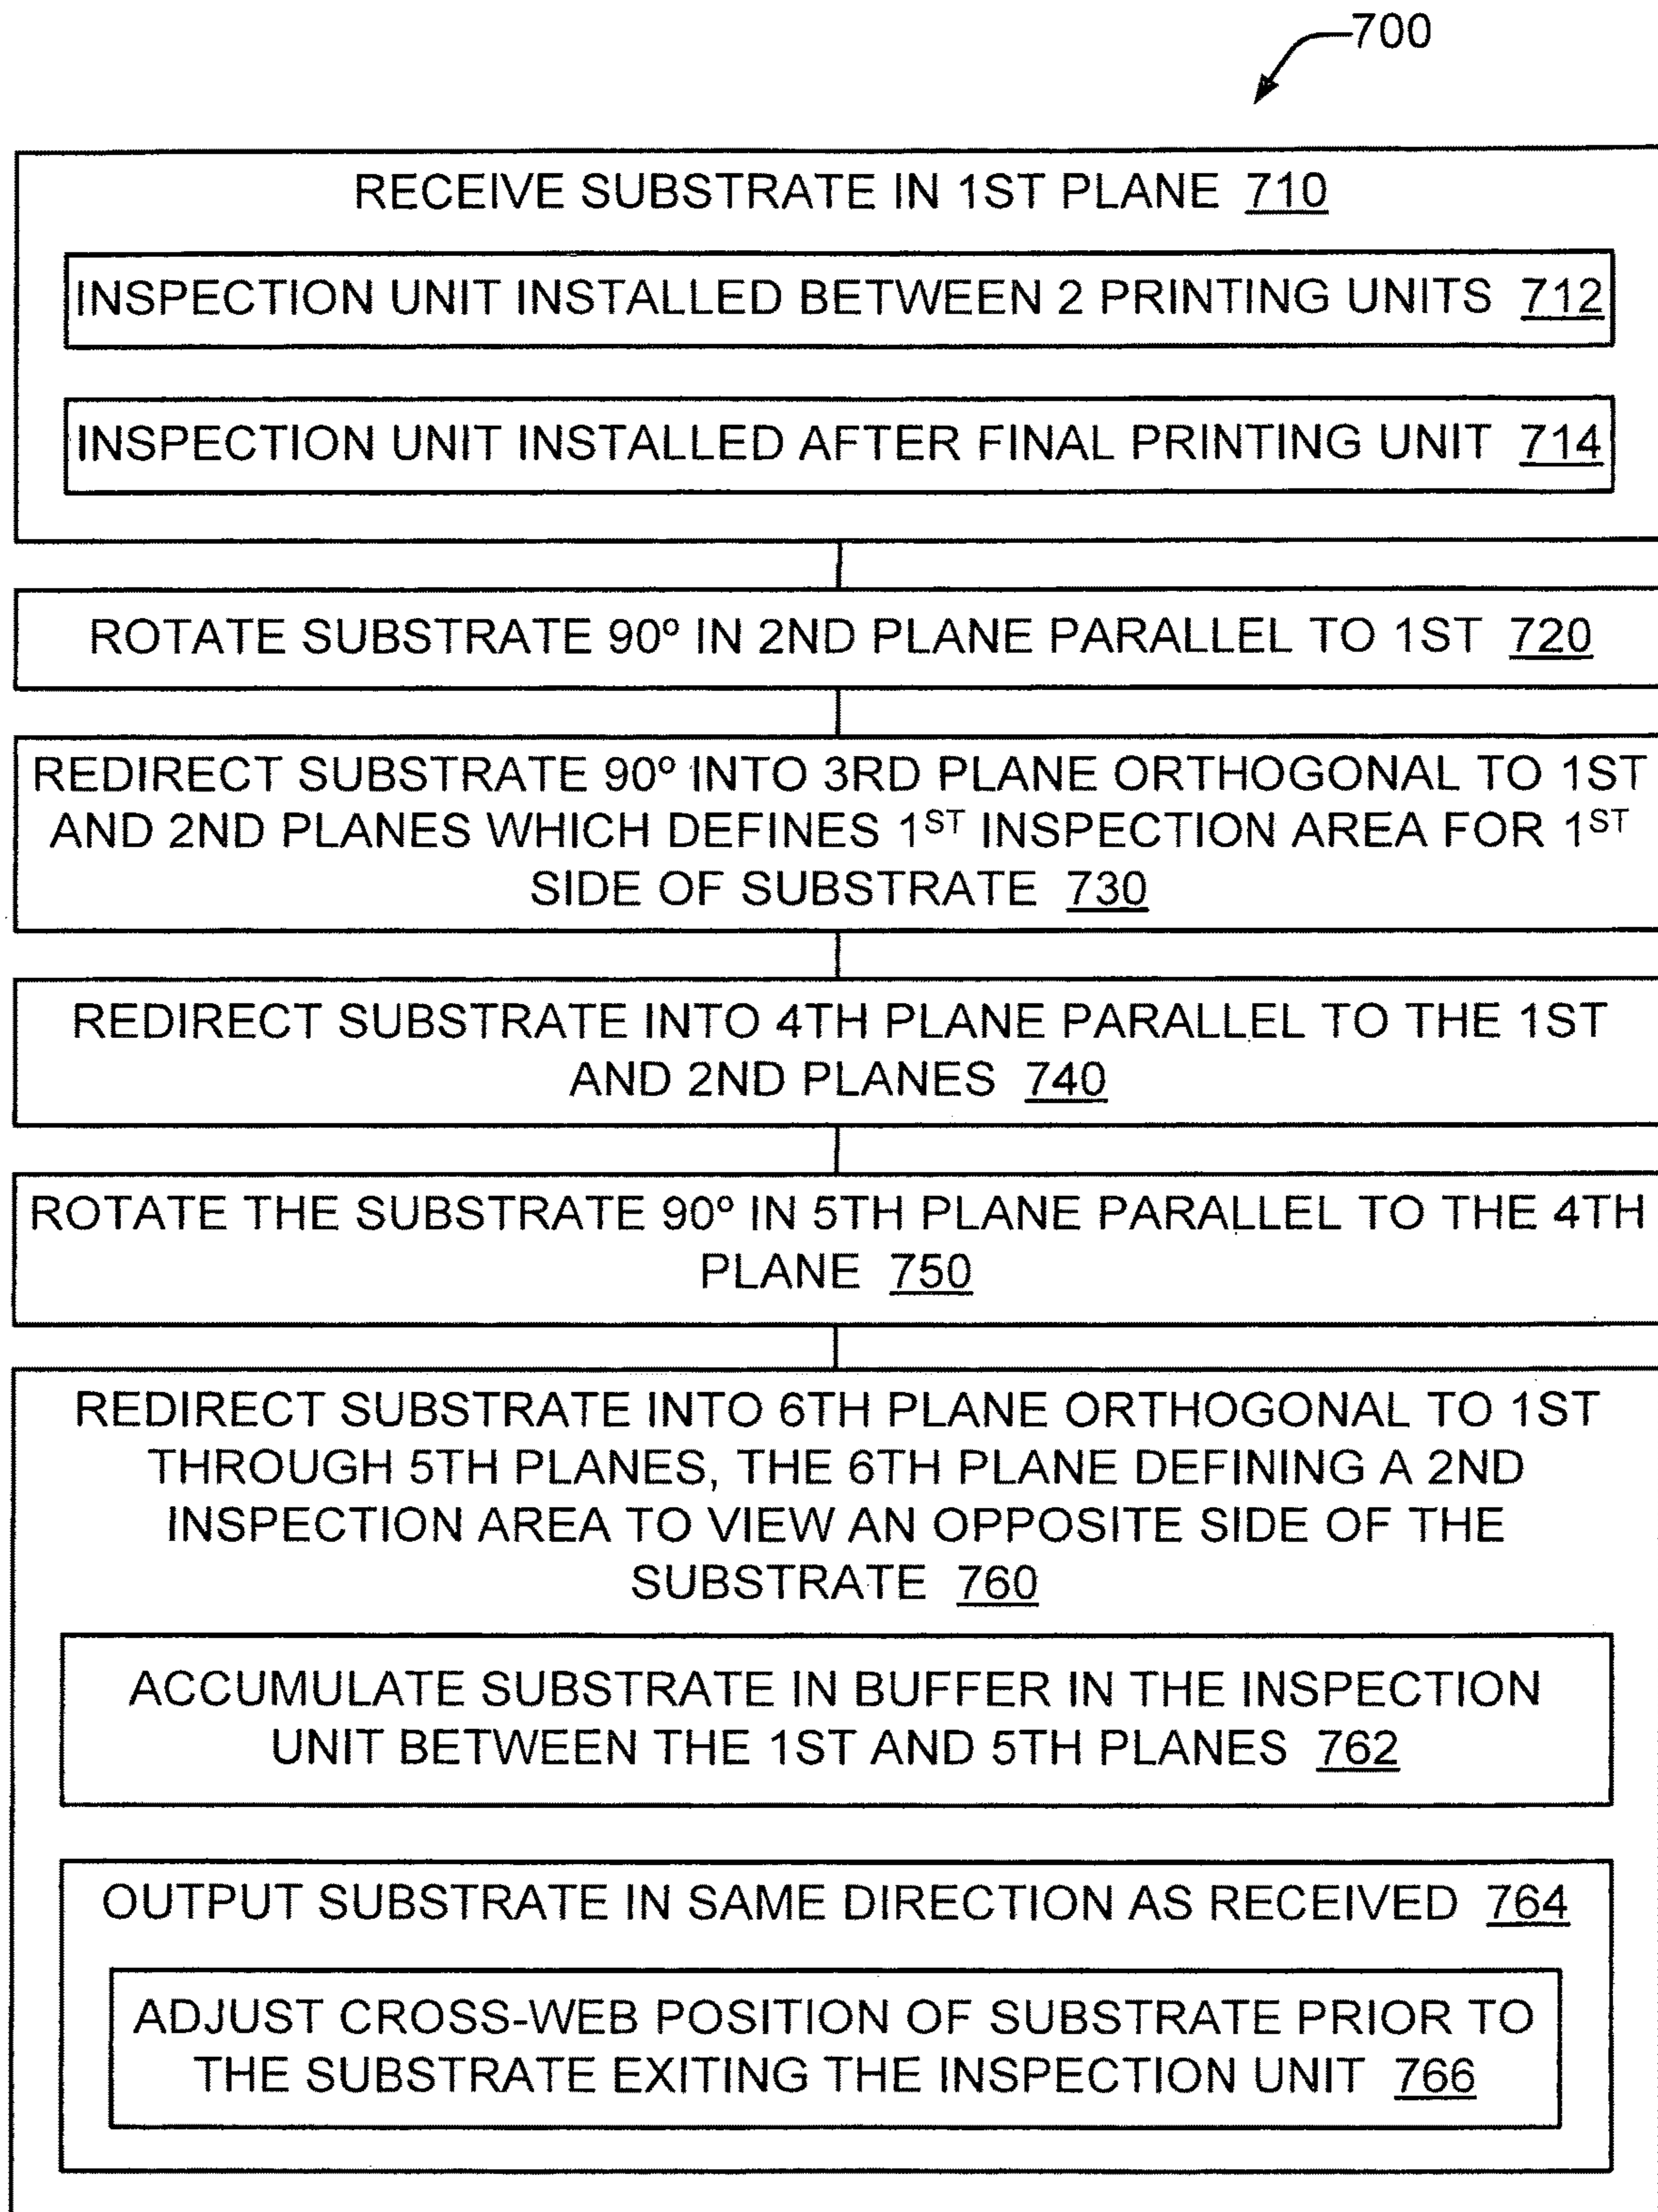 700
RECEIVE SUBSTRATE IN 1ST PLANE 710
INSPECTION UNIT INSTALLED BETWEEN 2 PRINTING UNITS 712
INSPECTION UNIT INSTALLED AFTER FINAL PRINTING UNIT 714
ROTATE SUBSTRATE 90º IN 2ND PLANE PARALLEL TO 1ST 720
REDIRECT SUBSTRATE 90º INTO 3RD PLANE ORTHOGONAL TO 1ST
AND 2ND PLANES WHICH DEFINES 1ST INSPECTION AREA FOR 1ST
SIDE OF SUBSTRATE 730
REDIRECT SUBSTRATE INTO 4TH PLANE PARALLEL TO THE 1ST
AND 2ND PLANES 740
ROTATE THE SUBSTRATE 90º IN 5TH PLANE PARALLEL TO THE 4TH
PLANE 750
REDIRECT SUBSTRATE INTO 6TH PLANE ORTHOGONAL TO 1ST
THROUGH 5TH PLANES, THE 6TH PLANE DEFINING A 2ND
INSPECTION AREA TO VIEW AN OPPOSITE SIDE OF THE
SUBSTRATE 760
ACCUMULATE SUBSTRATE IN BUFFER IN THE INSPECTION
UNIT BETWEEN THE 1ST AND 5TH PLANES 762
OUTPUT SUBSTRATE IN SAME DIRECTION AS RECEIVED 764
ADJUST CROSS-WEB POSITION OF SUBSTRATE PRIOR TO
THE SUBSTRATE EXITING THE INSPECTION UNIT 766